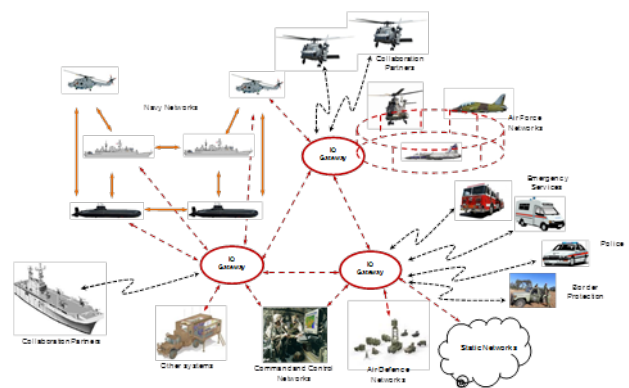 Collaboration
Partners
Navy Networks
Air Force
Networks
IO
Gateway
Emergency
Services
Police
IO
Gateway
IO
Gateway
Border
Protection
Collaboration Partners
Other systems
Command and Control
Networks
Air Defence
Networks
Static Networks